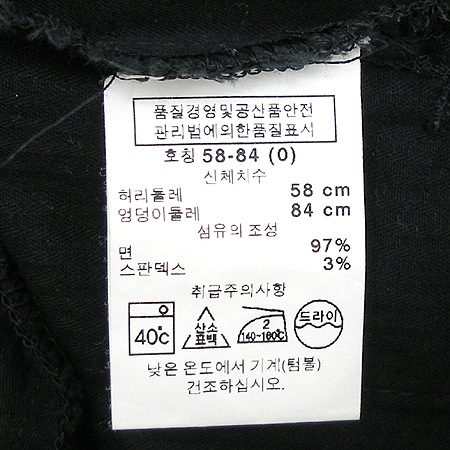 품질경영및공산품안전
관리법에의한품질표시
호칭 58-84 (0)
신체치수
허리둘레 58 cm
엉덩이둘레 84 cm
섬유의 조성
면 97%
스판덱스 3%
취급주의사항
40℃
산소
표백
2
140~160℃
드라이
낮은 온도에서 기계(텀블)
건조하십시오.